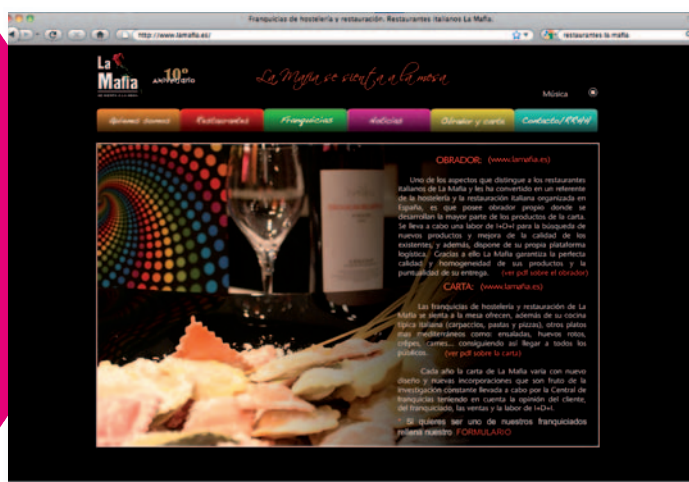 Franquicias de hostelería y restauración. Restaurantes Italianos La Mafia.
http://www.lamafia.es/
restaurantes la mafia
La
Mafia
SE SIENTA A LA MESA
10º
ANIVERSARIO
La Mafia se sienta a la mesa
Música
Quienes somos Restaurantes Franquicias Noticias Obrador y carta Contacto/RRHH
OBRADOR: (www.lamafia.es)
Uno de los aspectos que distingue a los restaurantes
italianos de La Mafia y les ha convertido en un referente
de la hostelería y la restauración italiana organizada en
España, es que posee obrador propio donde se
desarrollan la mayor parte de los productos de la carta.
Se lleva a cabo una labor de I+D+I para la búsqueda de
nuevos productos y mejora de la calidad de los
existentes, y además, dispone de su propia plataforma
logística. Gracias a ello La Mafia garantiza la perfecta
calidad y homogeneidad de sus productos y la
puntualidad de su entrega. (ver pdf sobre el obrador)
CARTA: (www.lamafia.es)
Las franquicias de hostelería y restauración de La
Mafia se sienta a la mesa ofrecen, además de su cocina
típica italiana (carpaccios, pastas y pizzas), otros platos
mas mediterráneos como: ensaladas, huevos rotos,
crêpes, carnes... consiguiendo así llegar a todos los
públicos. (ver pdf sobre la carta)
Cada año la carta de La Mafia varía con nuevo
diseño y nuevas incorporaciones que son fruto de la
investigación constante llevada a cabo por la Central de
franquicias teniendo en cuenta la opinión del cliente,
del franquiciado, las ventas y la labor de I+D+I.
* Si quieres ser uno de nuestros franquiciados
rellena nuestro FORMULARIO